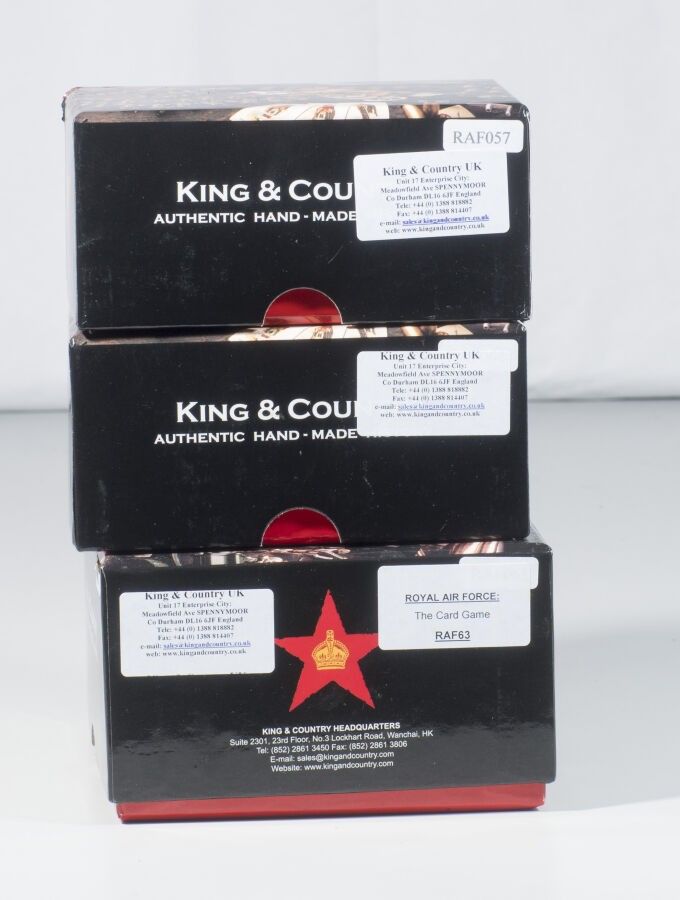 RAF057
KING & COU
AUTHENTIC HAND-MADE
King & Country UK
Unit 17 Enterprise City:
Meadowfield Ave SPENNYMOOR
Co Durham DL16 6JF England
Tele: +44 (0) 1388 818882
Fax: +44 (0) 1388 814407
e-mail: sales@kingandcountry.co.uk
web: www.kingandcountry.co.uk
KING & COU
AUTHENTIC HAND-MADE
King & Country UK
Unit 17 Enterprise City:
Meadowfield Ave SPENNYMOOR
Co Durham DL16 6JF England
Tele: +44 (0) 1388 818882
Fax: +44 (0) 1388 814407
e-mail: sales@kingandcountry.co.uk
web: www.kingandcountry.co.uk
King & Country UK
Unit 17 Enterprise City:
Meadowfield Ave SPENNYMOOR
Co Durham DL16 6JF England
Tele: +44 (0) 1388 818882
Fax: +44 (0) 1388 814407
e-mail: sales@kingandcountry.co.uk
web: www.kingandcountry.co.uk
ROYAL AIR FORCE:
The Card Game
RAF63
KING & COUNTRY HEADQUARTERS
Suite 2301, 23rd Floor, No.3 Lockhart Road, Wanchai, HK
Tel: (852) 2861 3450 Fax: (852) 2861 3806
E-mail: sales@kingandcountry.com
Website: www.kingandcountry.com